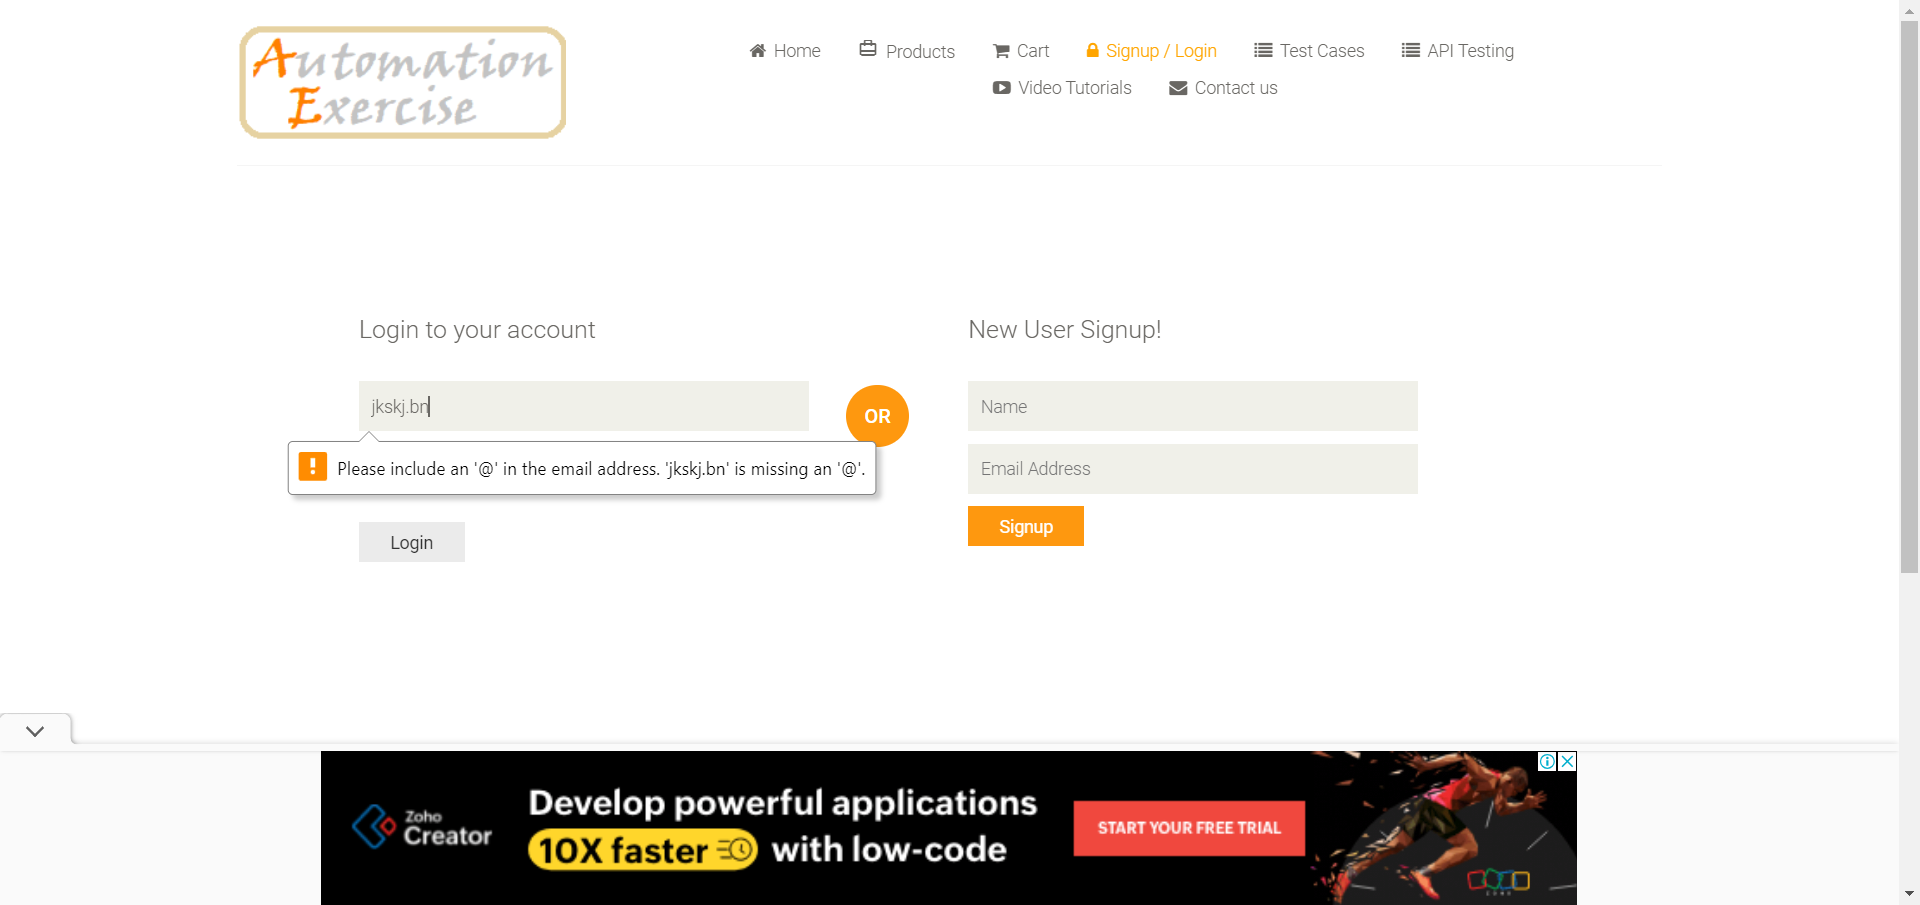 Automation
Exercise
Home Products Cart Signup / Login Test Cases API Testing
Video Tutorials Contact us
Login to your account
jkskj.bn
Please include an '@' in the email address. 'jkskj.bn' is missing an '@'.
Login
OR
New User Signup!
Name
Email Address
Signup
Zoho
Creator
Develop powerful applications
10X faster with low-code
START YOUR FREE TRIAL
ZOHO